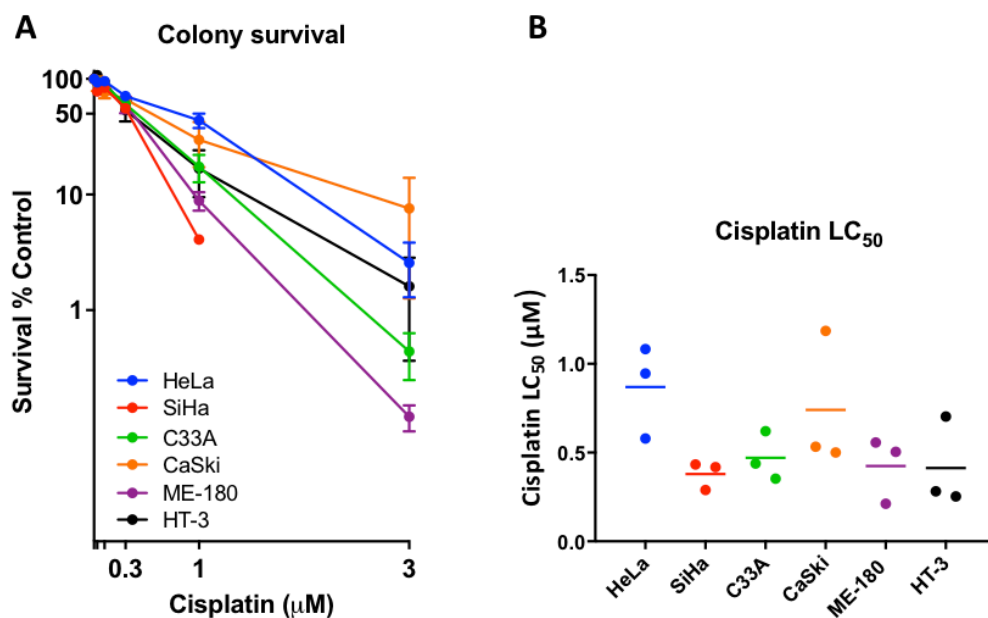 A
Colony survival
100
50
10
1
Survival % Control
HeLa
SiHa
C33A
CaSki
ME-180
HT-3
0.3
1
3
Cisplatin (μM)
B
Cisplatin LC₅₀
1.5
1.0
0.5
0.0
Cisplatin LC₅₀ (μM)
HeLa
SiHa
C33A
CaSki
ME-180
HT-3